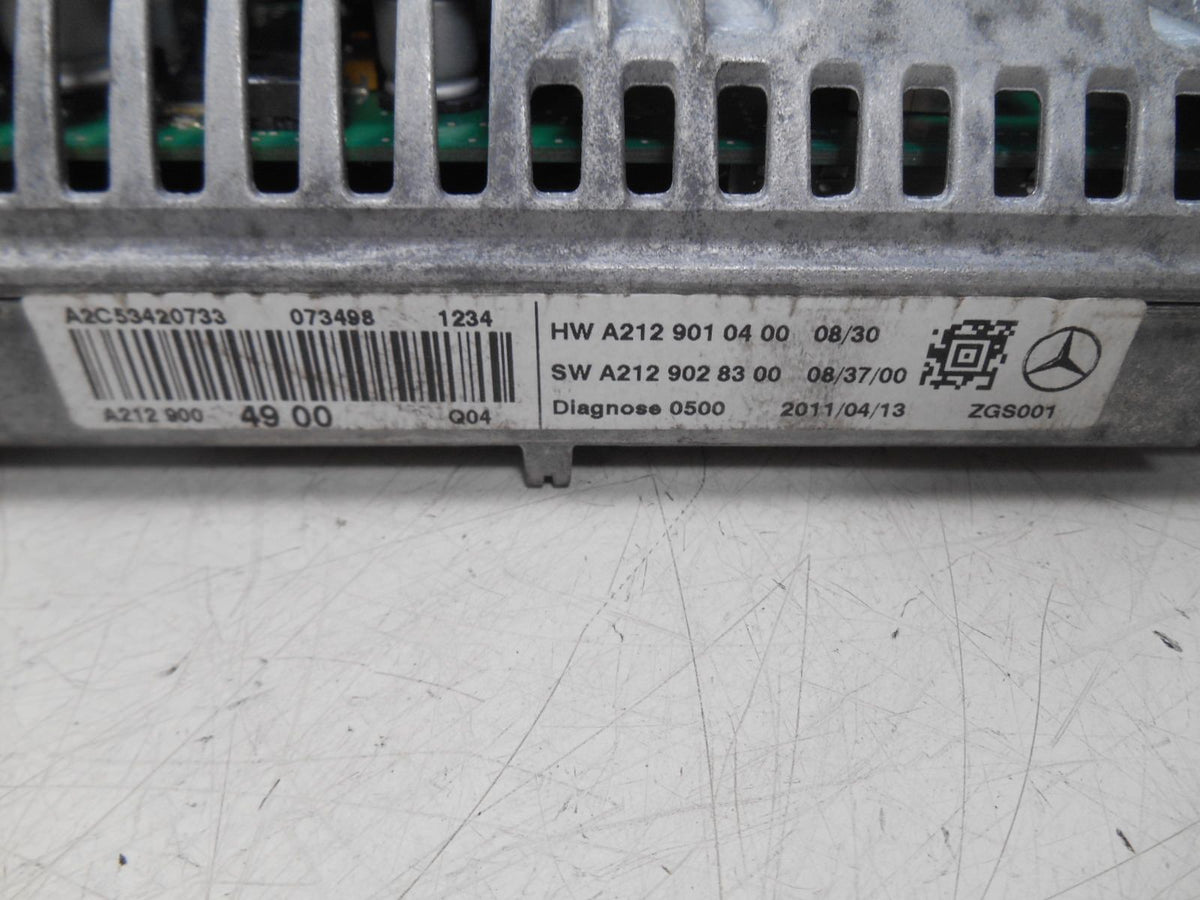 A2C53420733 073498 1234
A212 900 49 00 Q04
HW A212 901 04 00 08/30
SW A212 902 83 00 08/37/00
Diagnose 0500 2011/04/13 ZGS001